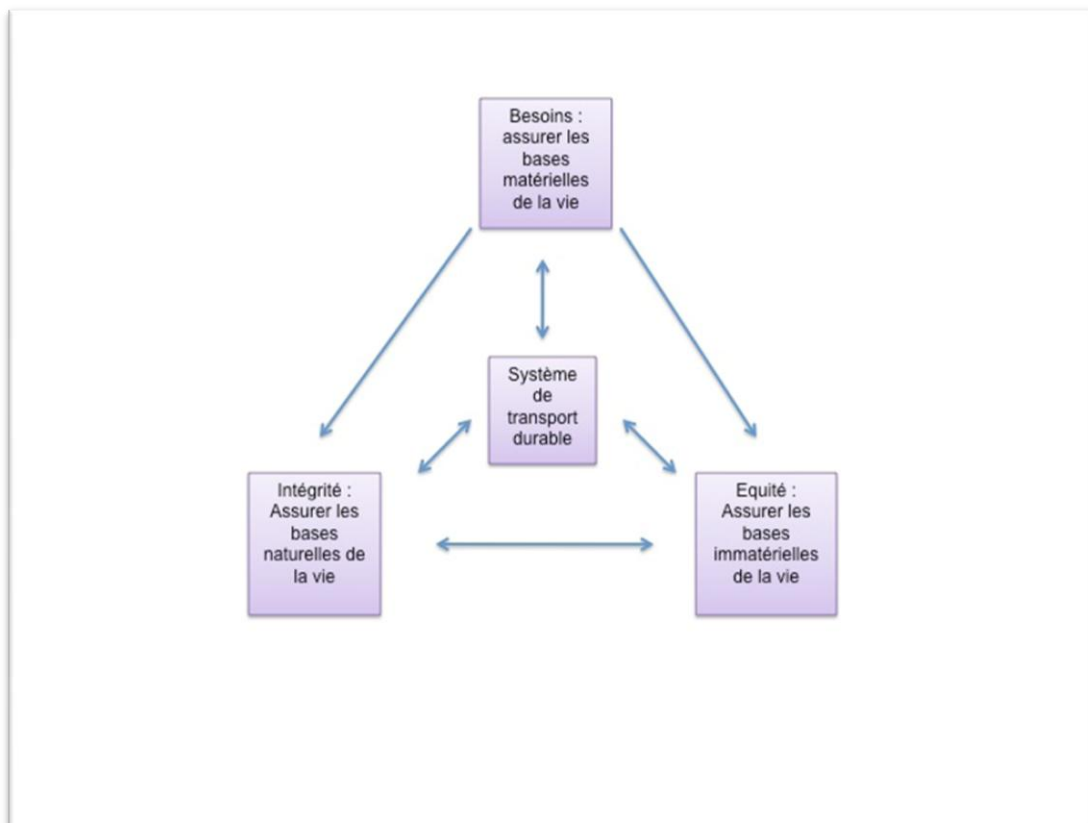 Besoins :
assurer les
bases
matérielles
de la vie
Système
de
transport
durable
Intégrité :
Assurer les
bases
naturelles de
la vie
Equité :
Assurer les
bases
immatérielles
de la vie